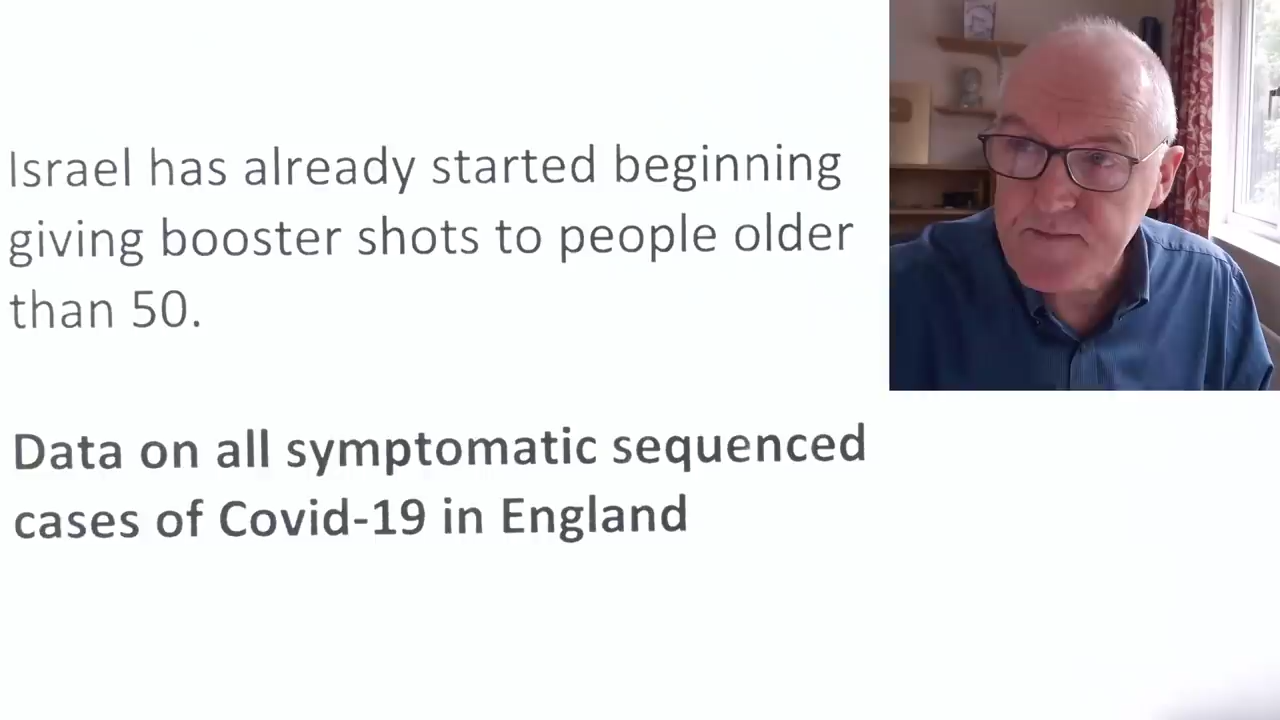 Israel has already started beginning
giving booster shots to people older
than 50.
Data on all symptomatic sequenced
cases of Covid-19 in England